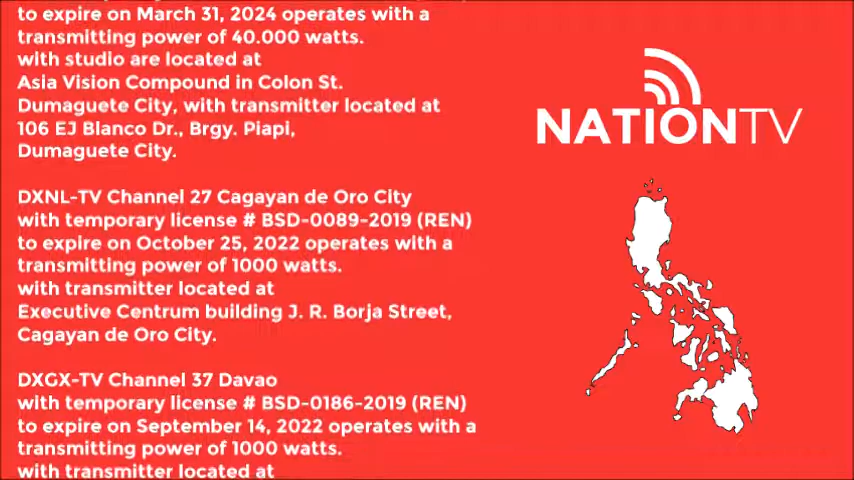 to expire on March 31, 2024 operates with a
transmitting power of 40.000 watts.
with studio are located at
Asia Vision Compound in Colon St.
Dumaguete City, with transmitter located at
106 EJ Blanco Dr., Brgy. Piapi,
Dumaguete City.
DXNL-TV Channel 27 Cagayan de Oro City
with temporary license # BSD-0089-2019 (REN)
to expire on October 25, 2022 operates with a
transmitting power of 1000 watts.
with transmitter located at
Executive Centrum building J. R. Borja Street,
Cagayan de Oro City.
DXGX-TV Channel 37 Davao
with temporary license # BSD-0186-2019 (REN)
to expire on September 14, 2022 operates with a
transmitting power of 1000 watts.
with transmitter located at
NATIONTV